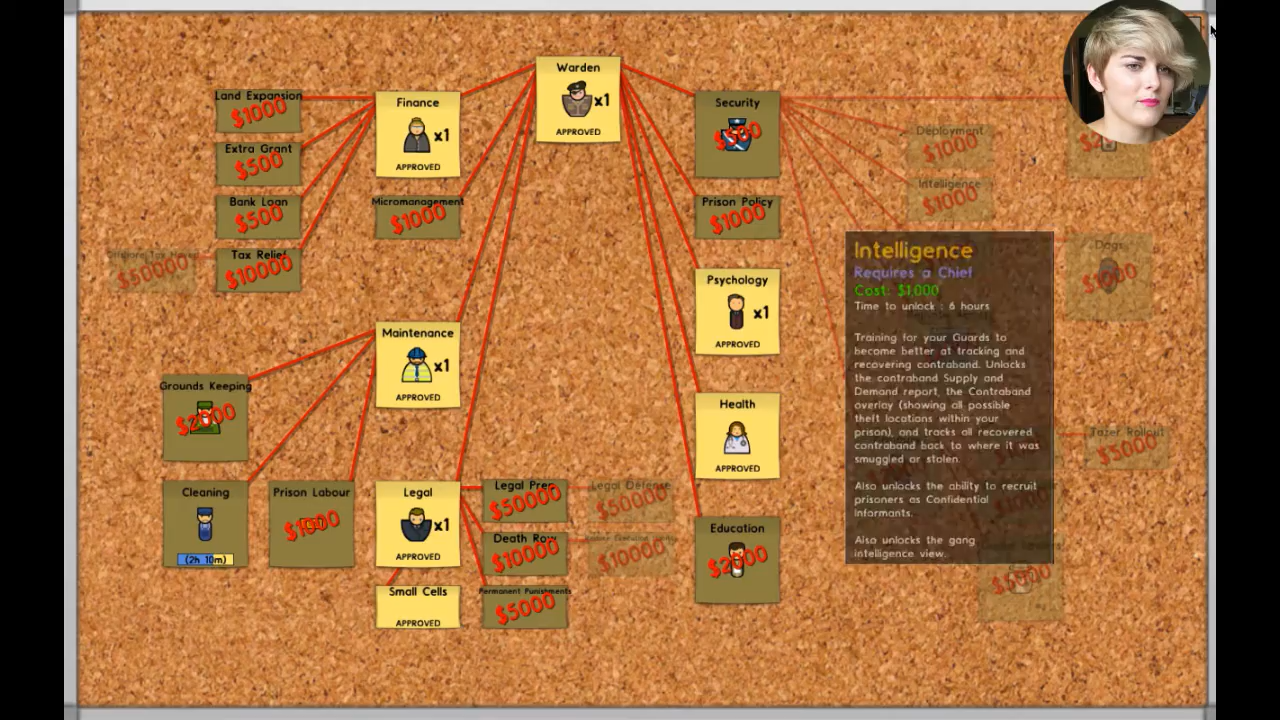 Warden
x1
APPROVED
Land Expansion
$1000
Extra Grant
$500
Bank Loan
$500
Tax Relief
$10000
$50000
Finance
x1
APPROVED
Micromanagement
$1000
Maintenance
x1
APPROVED
Grounds Keeping
$2000
Cleaning
(2h 10m)
Prison Labour
$1000
Legal
x1
APPROVED
Small Cells
APPROVED
Legal Prep
$50000
Legal Defense
$50000
Death Row
$10000
$10000
Permanent Punishments
$5000
Security
$500
Prison Policy
$1000
Psychology
x1
APPROVED
Health
APPROVED
Education
$2000
Deployment
$1000
Intelligence
$1000
Dogs
$1000
Tazer Rollout
$5000
$5000
Intelligence
Requires a Chief
Cost: $1,000
Time to unlock : 6 hours
Training for your Guards to
become better at tracking and
recovering contraband. Unlocks
the contraband Supply and
Demand report, the Contraband
overlay (showing all possible
theft locations within your
prison), and tracks all recovered
contraband back to where it was
smuggled or stolen.
Also unlocks the ability to recruit
prisoners as Confidential
Informants.
Also unlocks the gang
intelligence view.